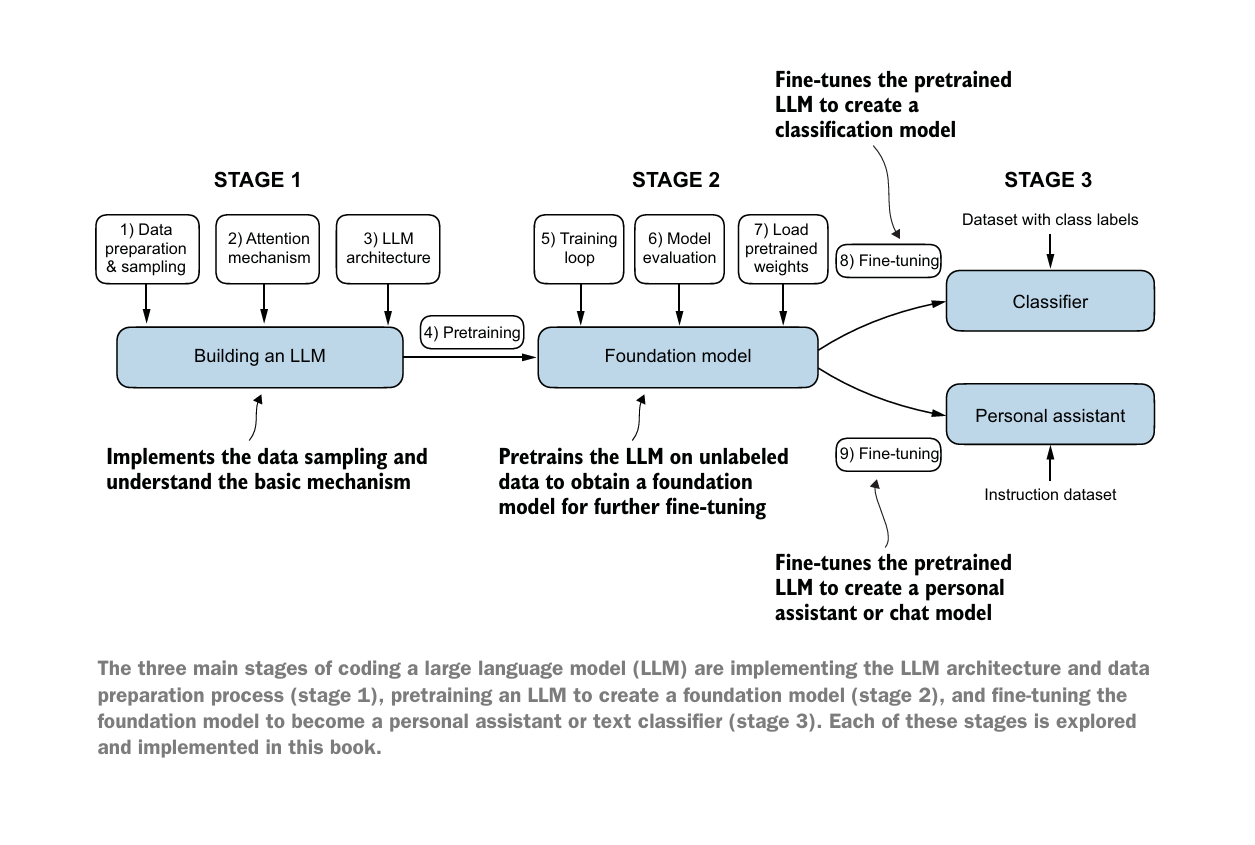 Fine-tunes the pretrained
LLM to create a
classification model
STAGE 1
STAGE 2
STAGE 3
1) Data
preparation
& sampling
2) Attention
mechanism
3) LLM
architecture
5) Training
loop
6) Model
evaluation
7) Load
pretrained
weights
8) Fine-tuning
Dataset with class labels
Classifier
4) Pretraining
Building an LLM
Foundation model
Personal assistant
9) Fine-tuning
Instruction dataset
Implements the data sampling and
understand the basic mechanism
Pretrains the LLM on unlabeled
data to obtain a foundation
model for further fine-tuning
Fine-tunes the pretrained
LLM to create a personal
assistant or chat model
The three main stages of coding a large language model (LLM) are implementing the LLM architecture and data
preparation process (stage 1), pretraining an LLM to create a foundation model (stage 2), and fine-tuning the
foundation model to become a personal assistant or text classifier (stage 3). Each of these stages is explored
and implemented in this book.